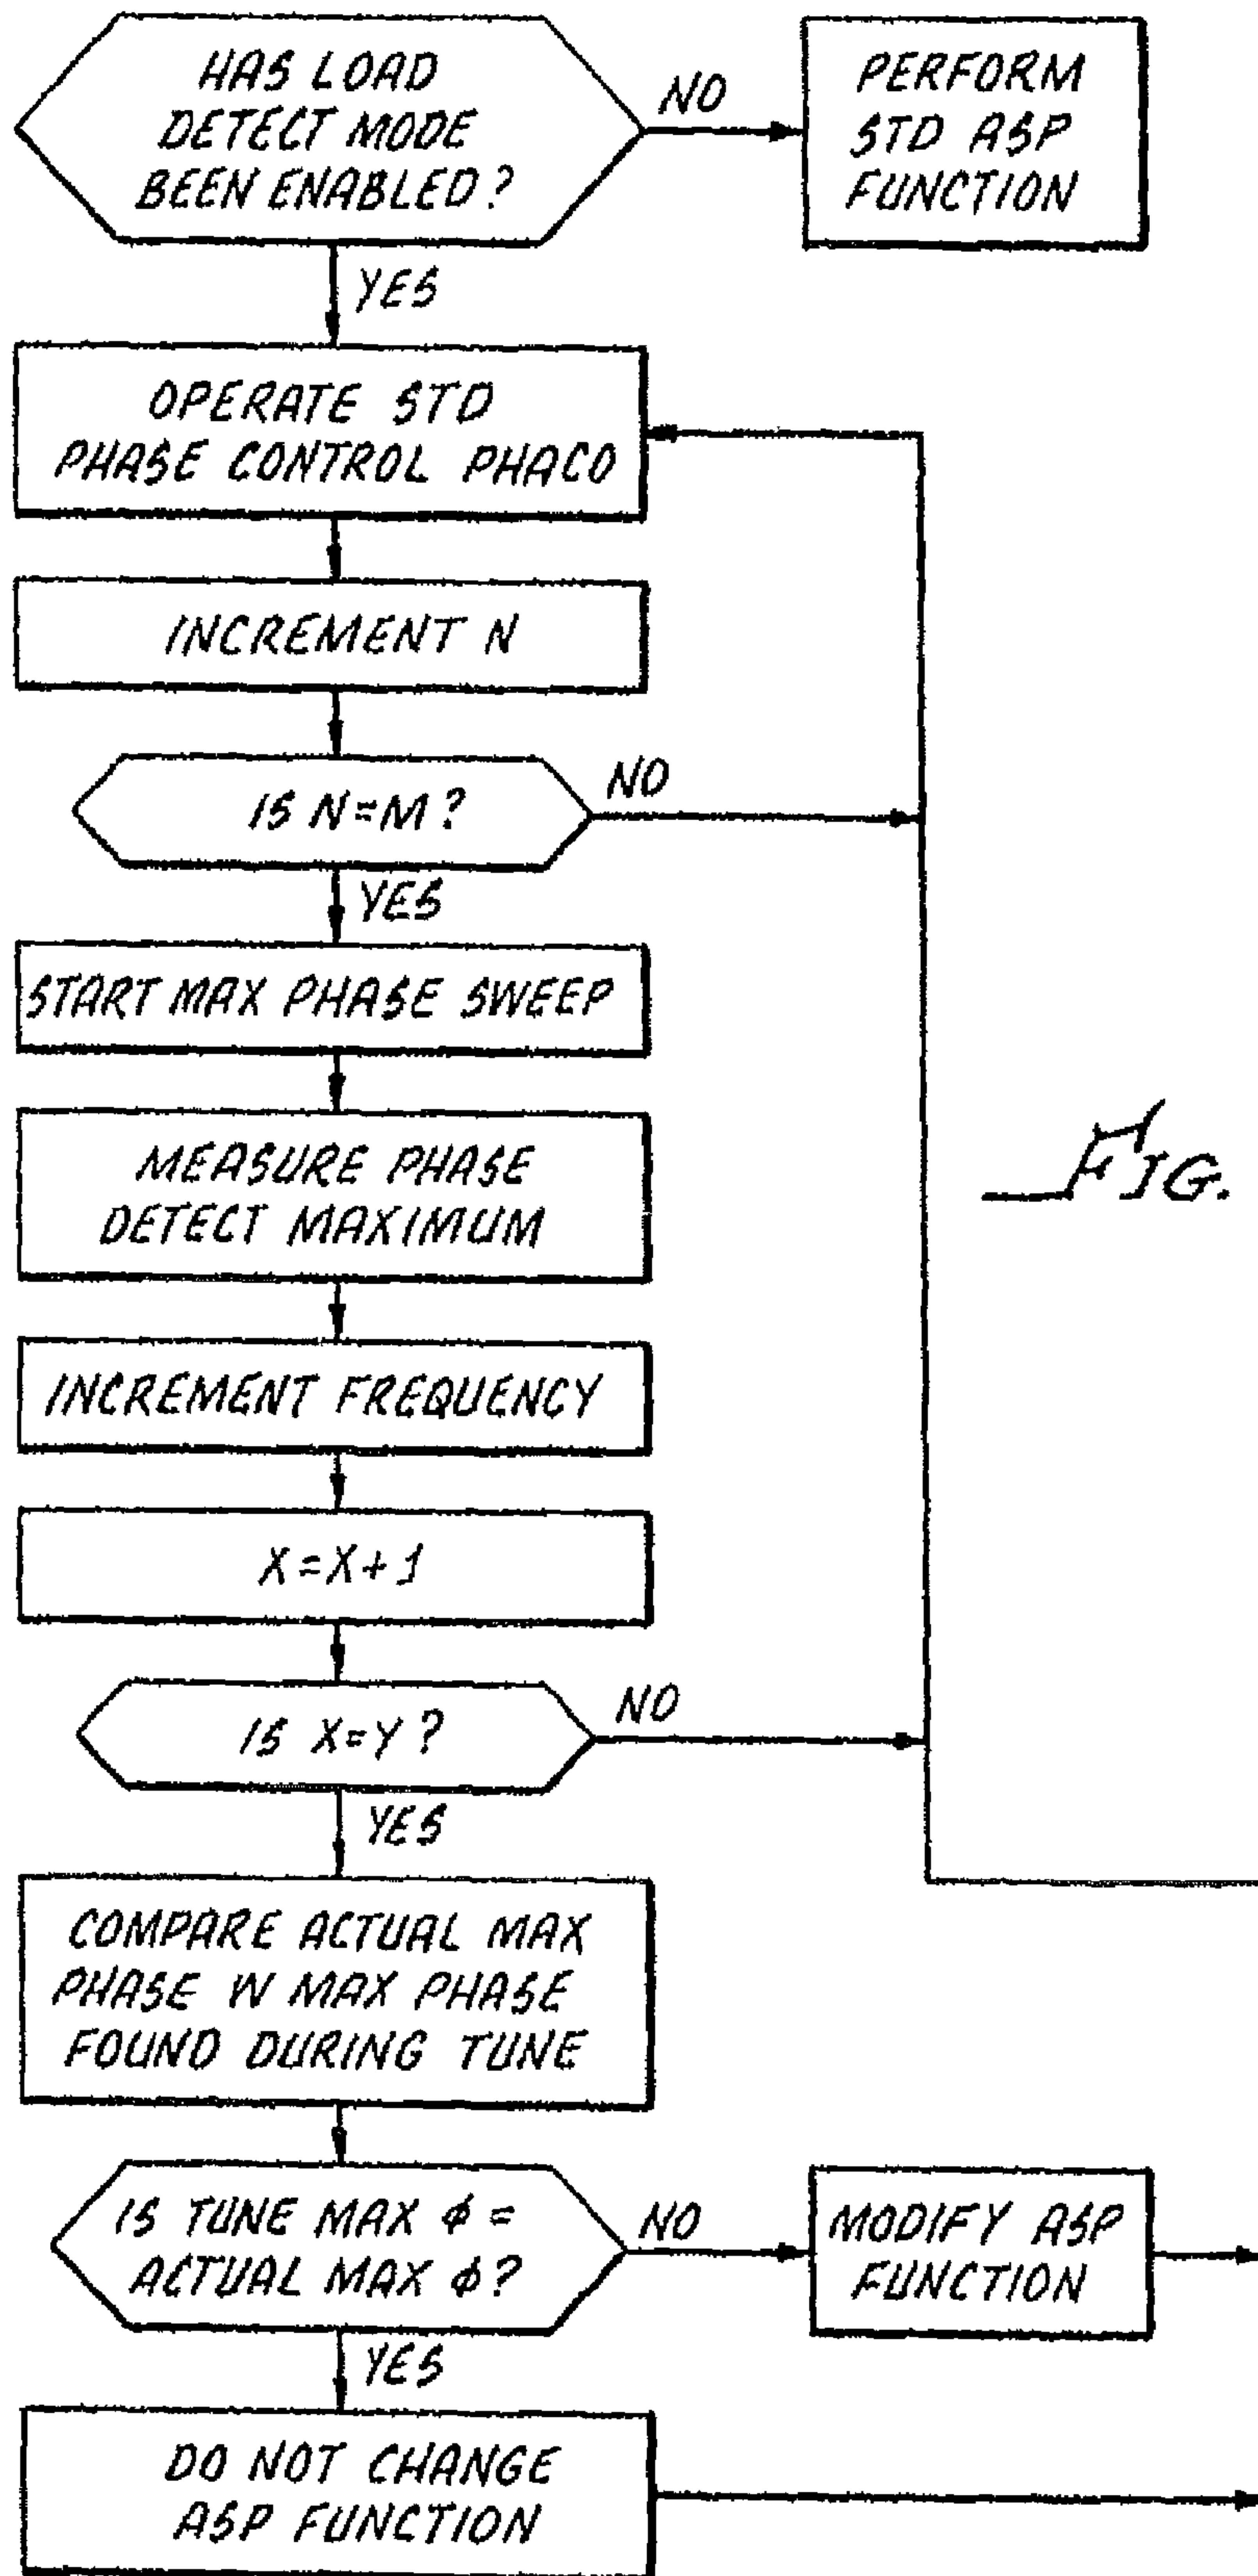 HAS LOAD
DETECT MODE
BEEN ENABLED?
NO
PERFORM
STD ASP
FUNCTION
YES
OPERATE STD
PHASE CONTROL PHACO
INCREMENT N
IS N=M?
NO
YES
START MAX PHASE SWEEP
MEASURE PHASE
DETECT MAXIMUM
FIG.
INCREMENT FREQUENCY
X=X+1
IS X=Y?
NO
YES
COMPARE ACTUAL MAX
PHASE W MAX PHASE
FOUND DURING TUNE
IS TUNE MAX ϕ =
ACTUAL MAX ϕ?
NO
MODIFY ASP
FUNCTION
YES
DO NOT CHANGE
ASP FUNCTION